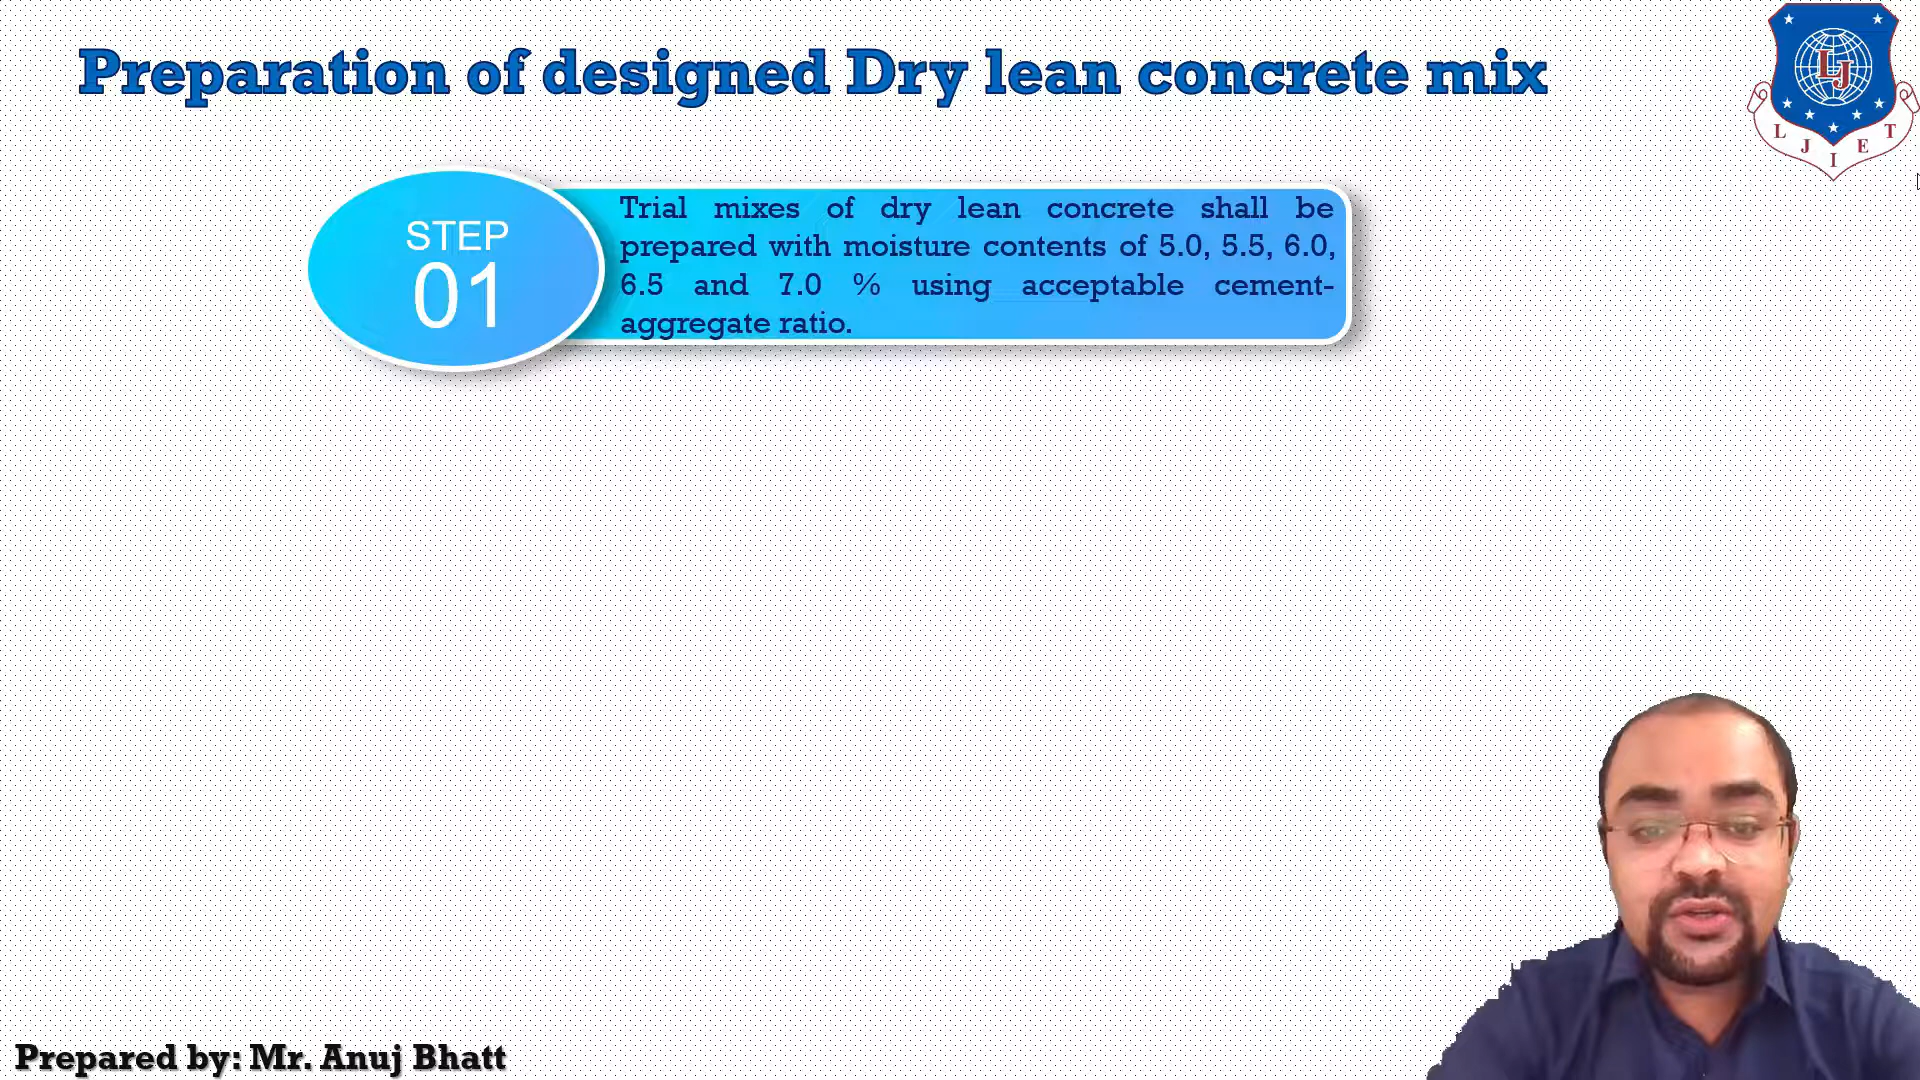 Preparation of designed Dry lean concrete mix
LJ
L J I E T
STEP
01
Trial mixes of dry lean concrete shall be
prepared with moisture contents of 5.0, 5.5, 6.0,
6.5 and 7.0 % using acceptable cement-
aggregate ratio.
Prepared by: Mr. Anuj Bhatt